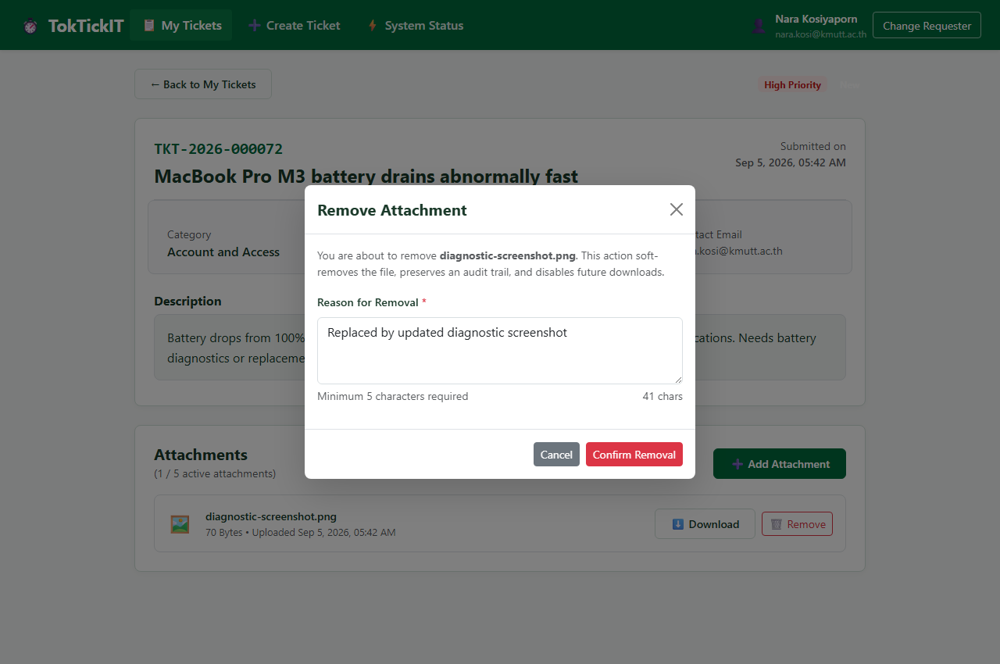 TokTickIT
My Tickets
Create Ticket
System Status
Nara Kosiyaporn
nara.kosi@kmutt.ac.th
Change Requester
← Back to My Tickets
High Priority
TKT-2026-000072
Submitted on
Sep 5, 2026, 05:42 AM
MacBook Pro M3 battery drains abnormally fast
Category
Account and Access
tact Email
.kosi@kmutt.ac.th
Description
Battery drops from 100%
cations. Needs battery
diagnostics or replaceme
Remove Attachment
You are about to remove diagnostic-screenshot.png. This action soft-
removes the file, preserves an audit trail, and disables future downloads.
Reason for Removal *
Replaced by updated diagnostic screenshot
Minimum 5 characters required
41 chars
Cancel
Confirm Removal
Attachments
(1 / 5 active attachments)
Add Attachment
diagnostic-screenshot.png
70 Bytes • Uploaded Sep 5, 2026, 05:42 AM
Download
Remove